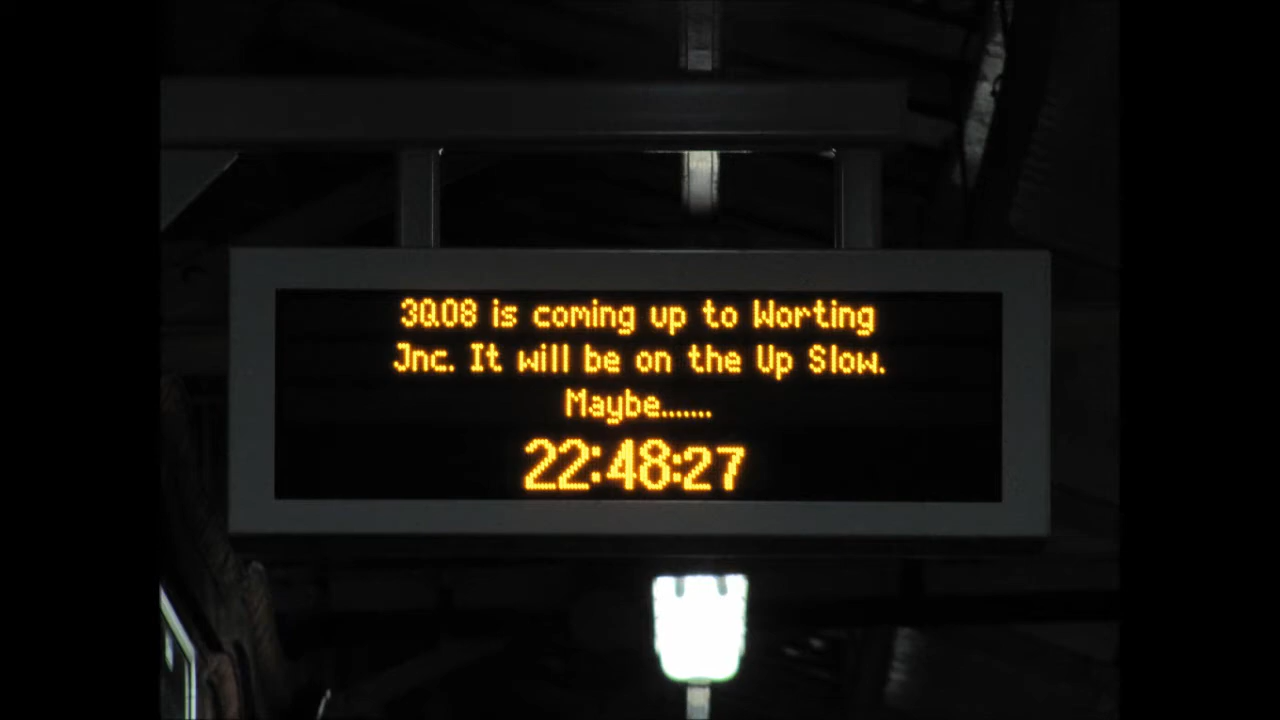 3Q08 is coming up to Worting
Jnc. It will be on the Up Slow.
Maybe.......
22:48:27